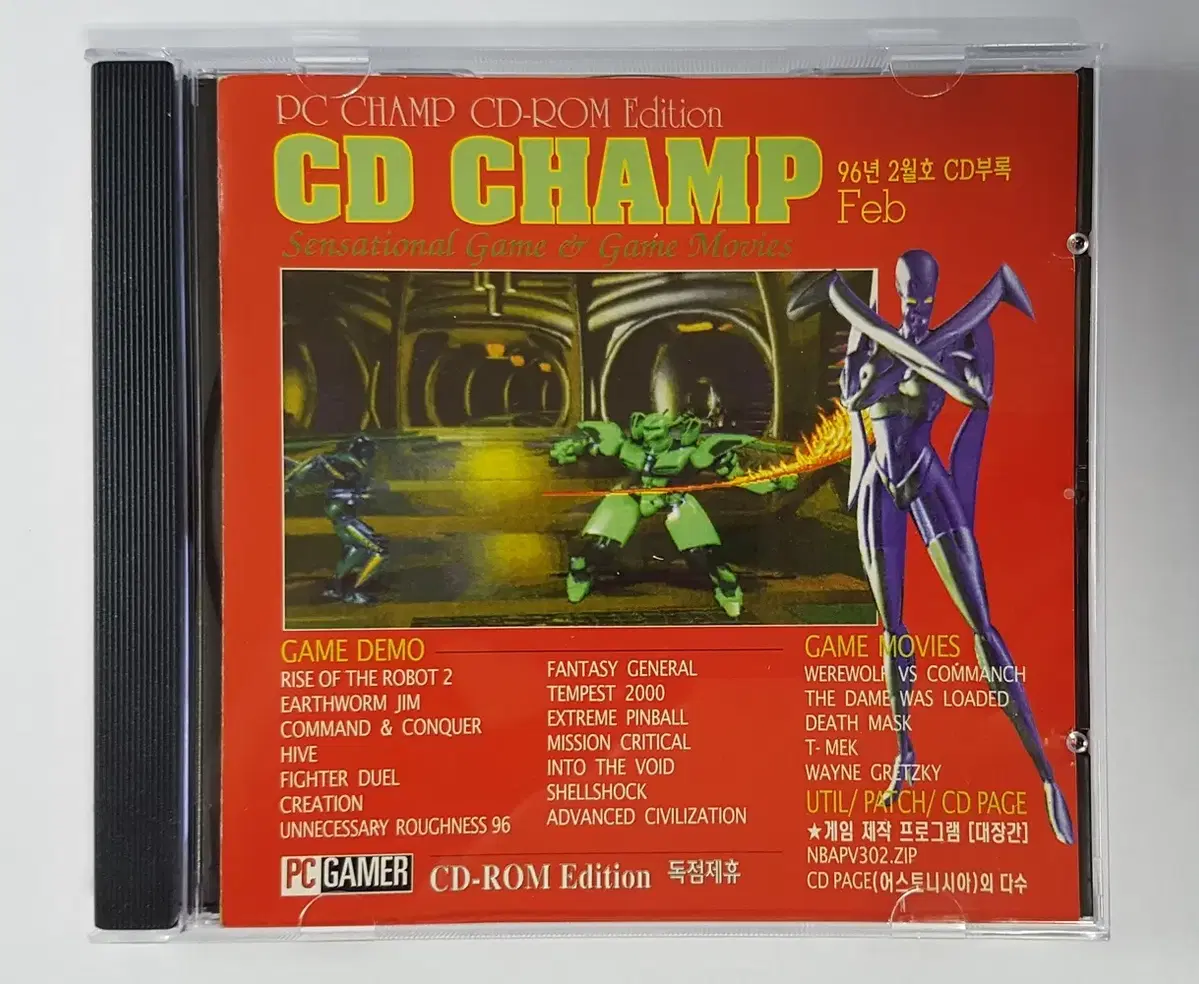 PC CHAMP CD-ROM Edition
CD CHAMP
96년 2월호 CD부록
Feb
Sensational Game & Game Movies
GAME DEMO
RISE OF THE ROBOT 2
EARTHWORM JIM
COMMAND & CONQUER
HIVE
FIGHTER DUEL
CREATION
UNNECESSARY ROUGHNESS 96
FANTASY GENERAL
TEMPEST 2000
EXTREME PINBALL
MISSION CRITICAL
INTO THE VOID
SHELLSHOCK
ADVANCED CIVILIZATION
GAME MOVIES
WEREWOLF VS COMMANCH
THE DAME WAS LOADED
DEATH MASK
T-MEK
WAYNE GRETZKY
UTIL/PATCH/CD PAGE
★게임 제작 프로그램 [대장간]
NBAPV302.ZIP
CD PAGE(어스토니시아)외 다수
PC GAMER CD-ROM Edition 독점제휴